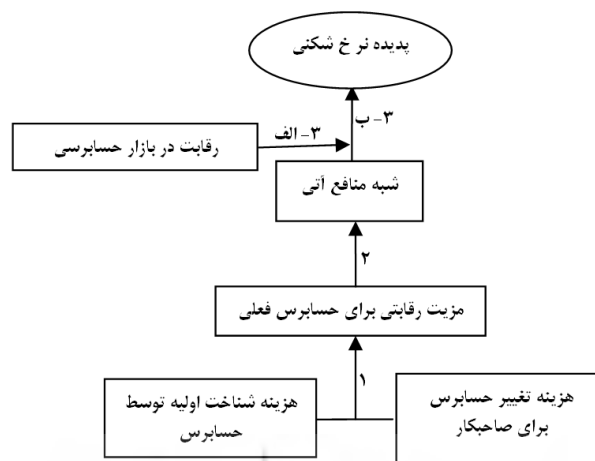 پدیده نر خ شکنی
۳- ب
۳- الف
رقابت در بازار حسابرسی
شبه منافع آتی
۲
مزیت رقابتی برای حسابرس فعلی
۱
هزینه تغییر حسابرس
برای صاحبکار
هزینه شناخت اولیه توسط
حسابرس